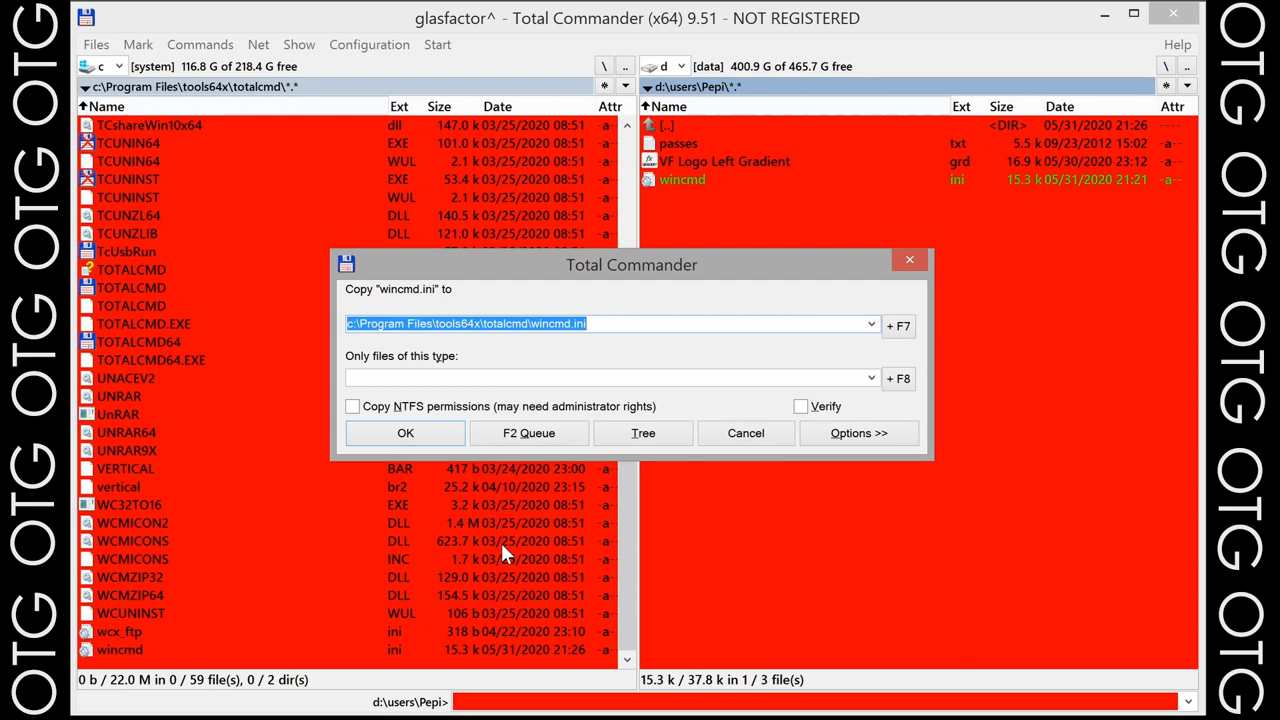 glasfactor^ - Total Commander (x64) 9.51 - NOT REGISTERED
Files Mark Commands Net Show Configuration Start Help
c [system] 116.8 G of 218.4 G free \ ..
d [data] 400.9 G of 465.7 G free \ ..
c:\Program Files\tools64x\totalcmd\*.* *
d:\users\Pepi\*.* *
Name Ext Size Date Attr
TCshareWin10x64 dll 147.0 k 03/25/2020 08:51 -a-
TCUNIN64 EXE 101.0 k 03/25/2020 08:51 -a-
TCUNIN64 WUL 2.1 k 03/25/2020 08:51 -a-
TCUNINST EXE 53.4 k 03/25/2020 08:51 -a-
TCUNINST WUL 2.1 k 03/25/2020 08:51 -a-
TCUNZL64 DLL 140.5 k 03/25/2020 08:51 -a-
TCUNZLIB DLL 121.0 k 03/25/2020 08:51 -a-
TcUsbRun
TOTALCMD
TOTALCMD
TOTALCMD
TOTALCMD.EXE
TOTALCMD64
TOTALCMD64.EXE
UNACEV2
UNRAR
UnRAR
UNRAR64
UNRAR9X
VERTICAL BAR 417 b 03/24/2020 23:00 -a-
vertical br2 25.2 k 04/10/2020 23:15 -a-
WC32TO16 EXE 3.2 k 03/25/2020 08:51 -a-
WCMICON2 DLL 1.4 M 03/25/2020 08:51 -a-
WCMICONS DLL 623.7 k 03/25/2020 08:51 -a-
WCMICONS INC 1.7 k 03/25/2020 08:51 -a-
WCMZIP32 DLL 129.0 k 03/25/2020 08:51 -a-
WCMZIP64 DLL 154.5 k 03/25/2020 08:51 -a-
WCUNINST WUL 106 b 03/25/2020 08:51 -a-
wcx_ftp ini 318 b 04/22/2020 23:10 -a-
wincmd ini 15.3 k 05/31/2020 21:26 -a-
0 b / 22.0 M in 0 / 59 file(s), 0 / 2 dir(s)
Name Ext Size Date Attr
[..] <DIR> 05/31/2020 21:26 ----
passes txt 5.5 k 09/23/2012 15:02 -a--
VF Logo Left Gradient grd 16.9 k 05/30/2020 23:12 -a--
wincmd ini 15.3 k 05/31/2020 21:21 -a--
15.3 k / 37.8 k in 1 / 3 file(s)
Total Commander
Copy "wincmd.ini" to
c:\Program Files\tools64x\totalcmd\wincmd.ini + F7
Only files of this type:
+ F8
Copy NTFS permissions (may need administrator rights) Verify
OK F2 Queue Tree Cancel Options >>
d:\users\Pepi>
OTG OTG OTG OTG OTG
OTG OTG OTG OTG OTG